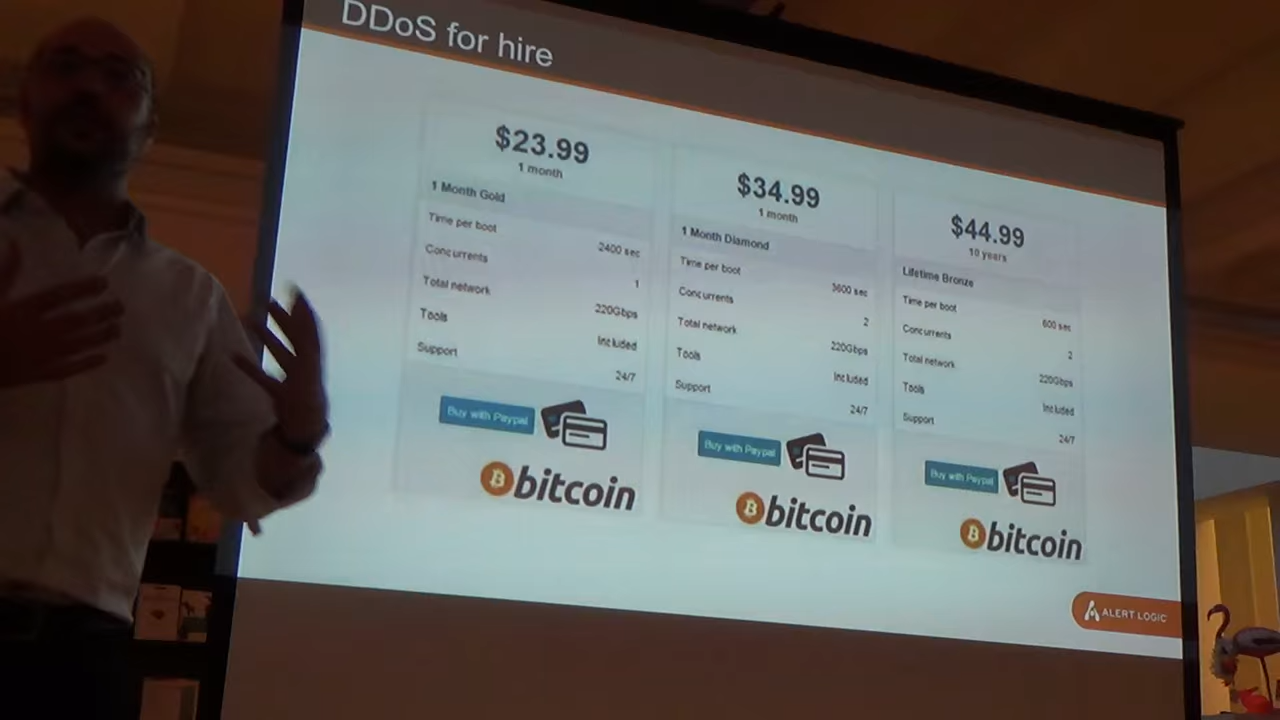 DDoS for hire
$23.99
1 month
1 Month Gold
Time per boot 2400 sec
Concurrents 1
Total network 220Gbps
Tools Included
Support 24/7
Buy with Paypal
bitcoin
$34.99
1 month
1 Month Diamond
Time per boot 3600 sec
Concurrents 2
Total network 220Gbps
Tools Included
Support 24/7
Buy with Paypal
bitcoin
$44.99
10 years
Lifetime Bronze
Time per boot 600 sec
Concurrents 2
Total network 220Gbps
Tools Included
Support 24/7
Buy with Paypal
bitcoin
ALERT LOGIC